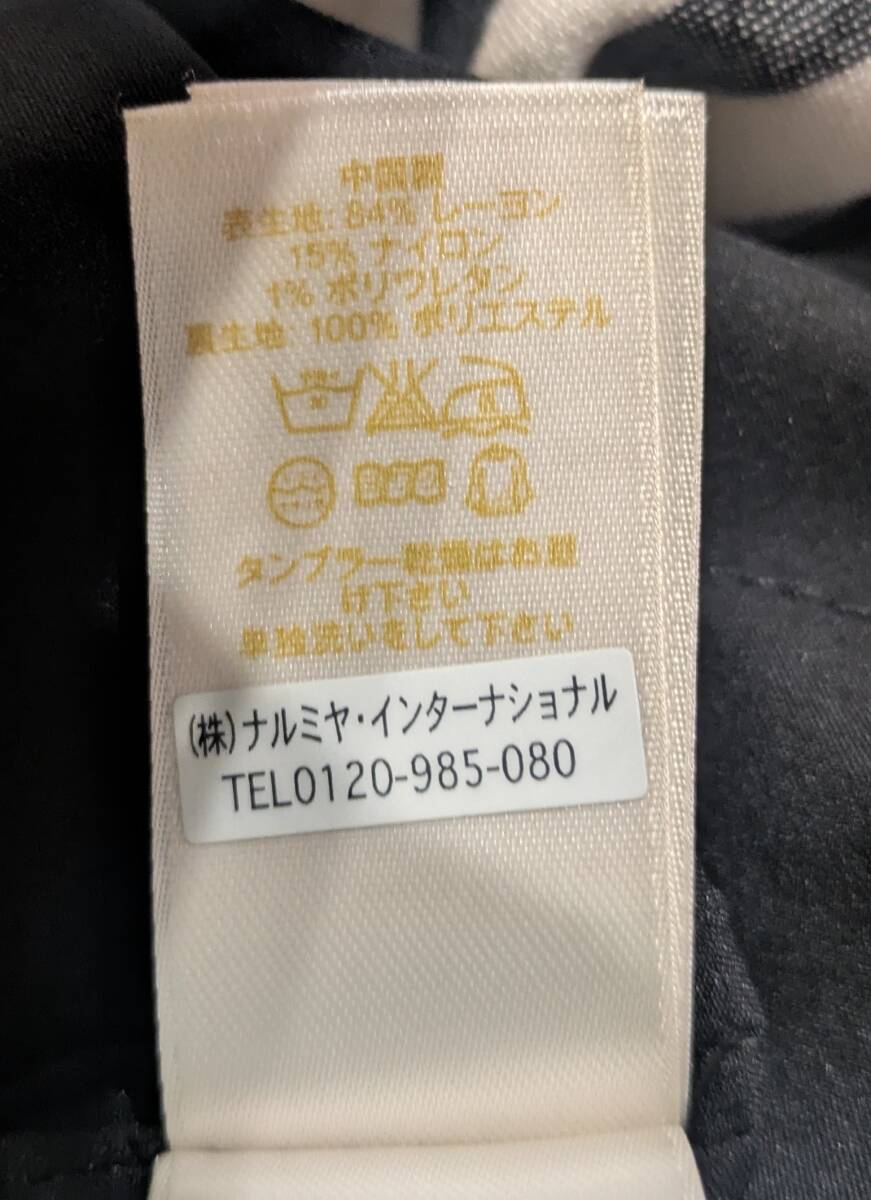 中国製
表生地: 84% レーヨン
15% ナイロン
1% ポリウレタン
裏生地: 100% ポリエステル
タンブラー乾燥はお避
け下さい
単独洗いをして下さい
(株)ナルミヤ・インターナショナル
TEL0120-985-080